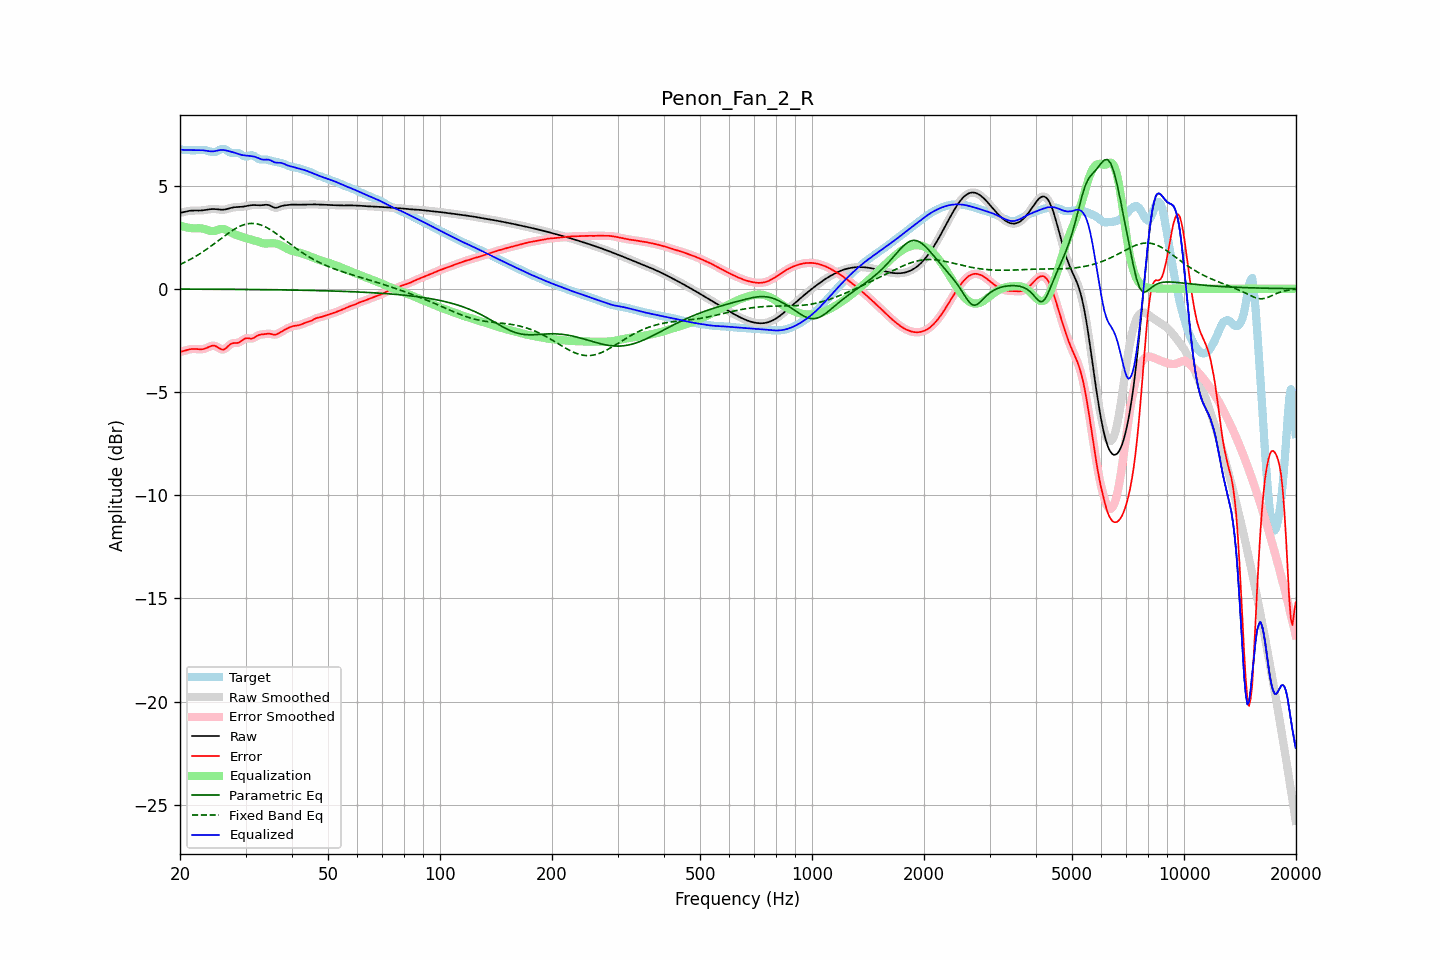 Penon_Fan_2_R
Amplitude (dBr)
5
0
−5
−10
−15
−20
−25
Target
Raw Smoothed
Error Smoothed
Raw
Error
Equalization
Parametric Eq
Fixed Band Eq
Equalized
20 50 100 200 500 1000 2000 5000 10000 20000
Frequency (Hz)